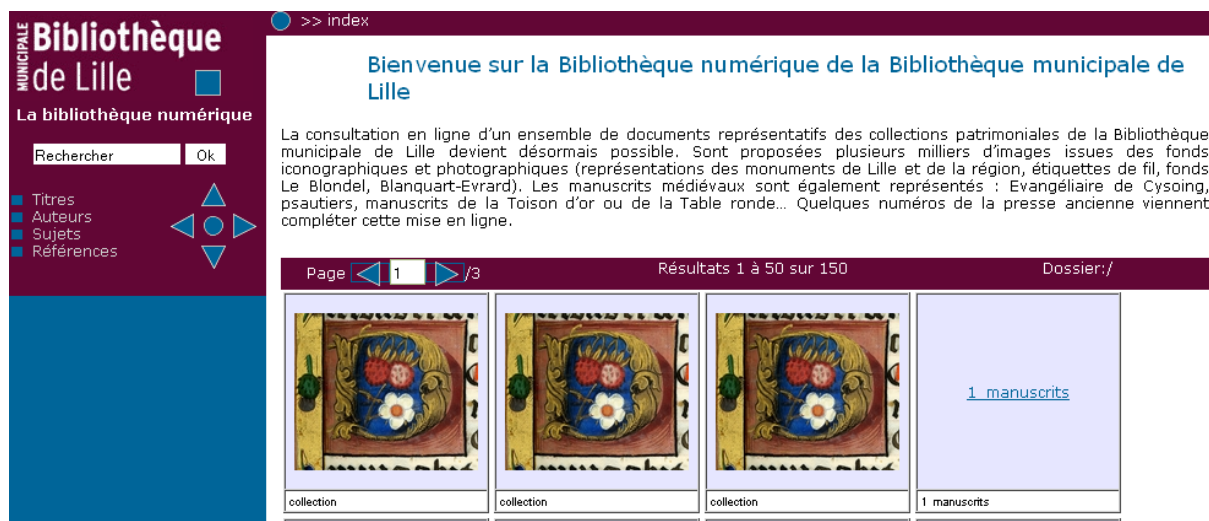 MUNICIPALE
Bibliothèque
de Lille
La bibliothèque numérique
Rechercher Ok
Titres
Auteurs
Sujets
Références
>> index
Bienvenue sur la Bibliothèque numérique de la Bibliothèque municipale de
Lille
La consultation en ligne d'un ensemble de documents représentatifs des collections patrimoniales de la Bibliothèque
municipale de Lille devient désormais possible. Sont proposées plusieurs milliers d'images issues des fonds
iconographiques et photographiques (représentations des monuments de Lille et de la région, étiquettes de fil, fonds
Le Blondel, Blanquart-Evrard). Les manuscrits médiévaux sont également représentés : Evangéliaire de Cysoing,
psautiers, manuscrits de la Toison d'or ou de la Table ronde... Quelques numéros de la presse ancienne viennent
compléter cette mise en ligne.
Page 1 /3 Résultats 1 à 50 sur 150 Dossier:/
1 manuscrits
collection collection collection 1 manuscrits